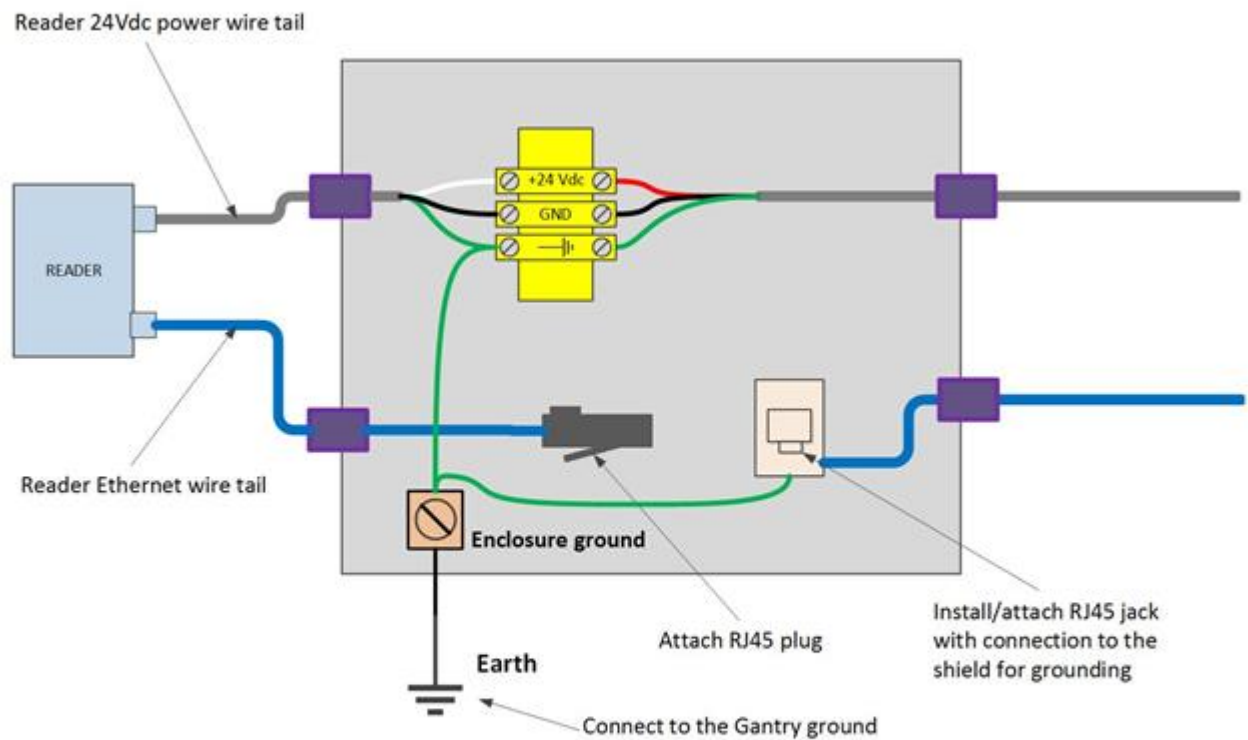 Reader 24Vdc power wire tail
+24 Vdc
GND
READER
Reader Ethernet wire tail
Enclosure ground
Attach RJ45 plug
Install/attach RJ45 jack
with connection to the
shield for grounding
Earth
Connect to the Gantry ground